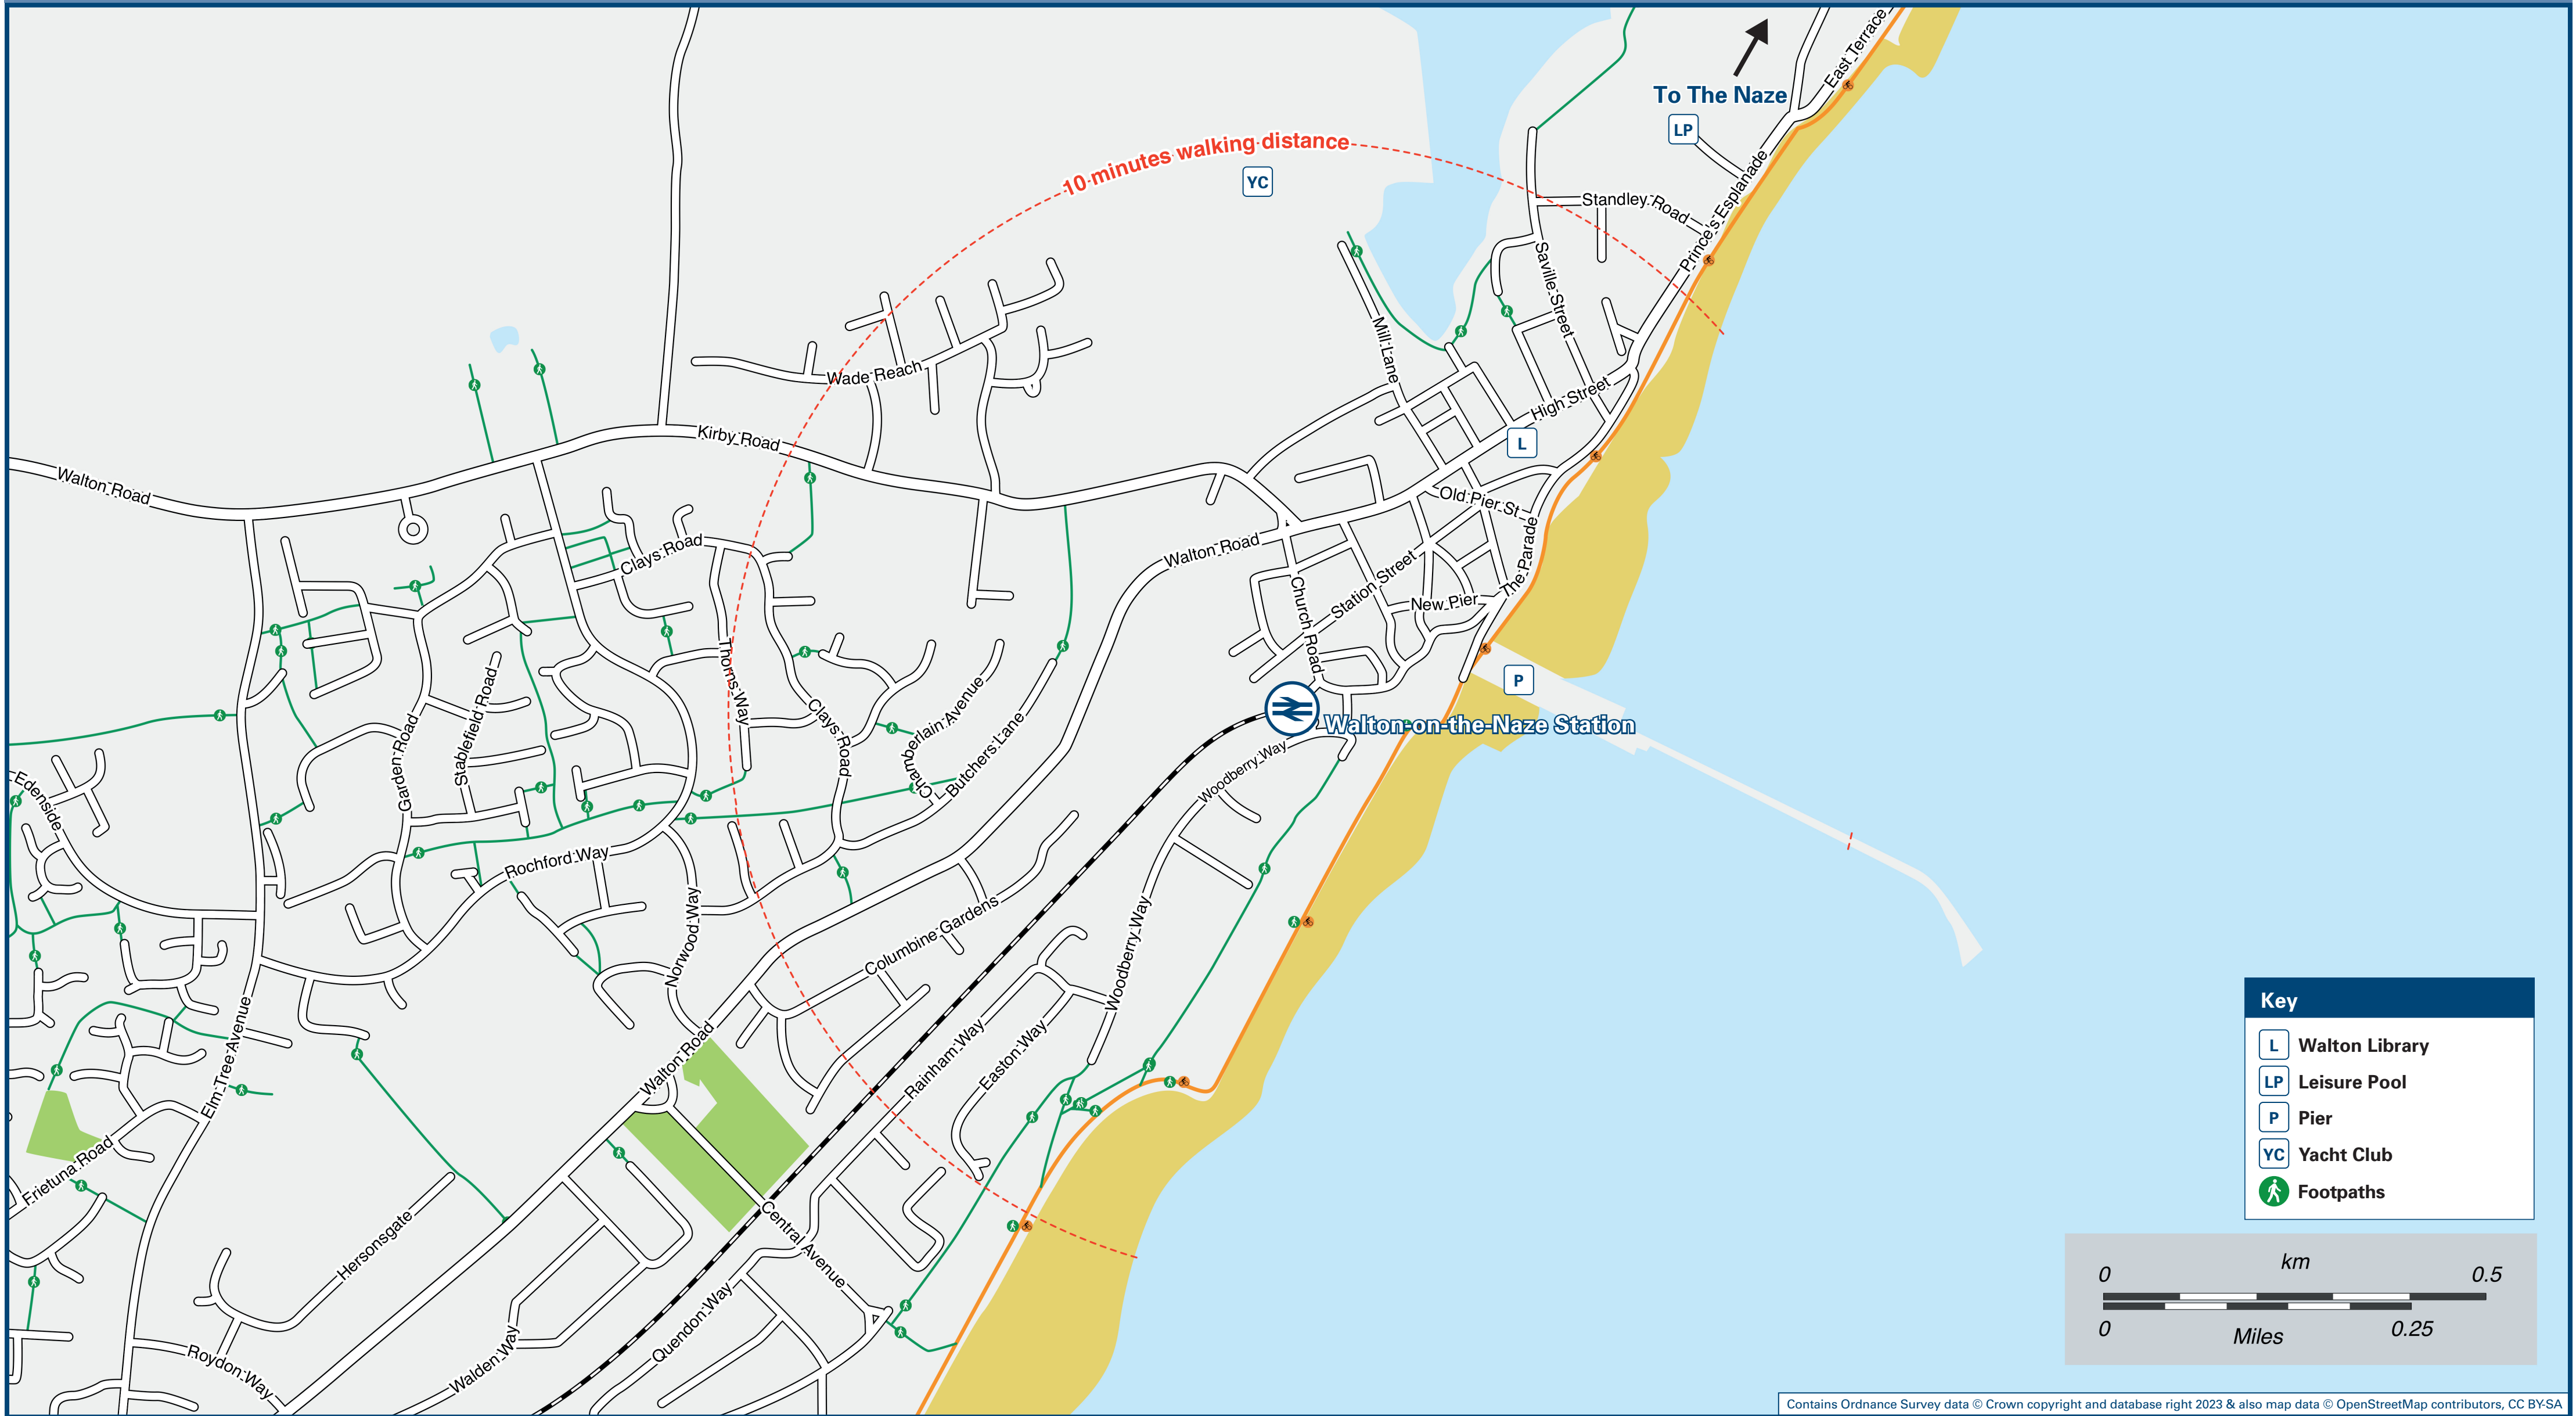 East Terrace
To The Naze
LP
10 minutes walking distance
YC
Standley Road
Prince's Esplanade
Saville Street
Mill Lane
Wade Reach
High Street
Kirby Road
L
Walton Road
Old Pier St
Clays Road
Walton Road
The Parade
Station Street
New Pier
Church Road
Thorns Way
P
Walton-on-the-Naze Station
Stablefield Road
Garden Road
Clays Road
Chamberlain Avenue
Butchers Lane
Woodberry Way
Edenside
Rochford Way
Norwood Way
Columbine Gardens
Woodberry Way
Elm Tree Avenue
Walton Road
Rainham Way
Easton Way
Frietuna Road
Central Avenue
Hersonsgate
Quendon Way
Walden Way
Roydon Way
Key
L Walton Library
LP Leisure Pool
P Pier
YC Yacht Club
Footpaths
km
0 0.5
0 0.25
Miles
Contains Ordnance Survey data © Crown copyright and database right 2023 & also map data © OpenStreetMap contributors, CC BY-SA